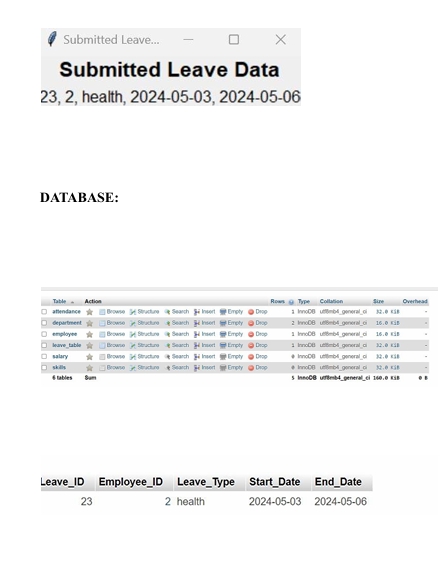 Submitted Leave...
Submitted Leave Data
23, 2, health, 2024-05-03, 2024-05-06
DATABASE:
Table Action Rows Type Collation Size Overhead
attendance Browse Structure Search Insert Empty Drop 1 InnoDB utf8mb4_general_ci 32.0 KiB -
department Browse Structure Search Insert Empty Drop 2 InnoDB utf8mb4_general_ci 16.0 KiB -
employee Browse Structure Search Insert Empty Drop 1 InnoDB utf8mb4_general_ci 16.0 KiB -
leave_table Browse Structure Search Insert Empty Drop 1 InnoDB utf8mb4_general_ci 32.0 KiB -
salary Browse Structure Search Insert Empty Drop 0 InnoDB utf8mb4_general_ci 32.0 KiB -
skills Browse Structure Search Insert Empty Drop 0 InnoDB utf8mb4_general_ci 32.0 KiB -
6 tables Sum 5 InnoDB utf8mb4_general_ci 160.0 KiB 0 B
Leave_ID Employee_ID Leave_Type Start_Date End_Date
23 2 health 2024-05-03 2024-05-06